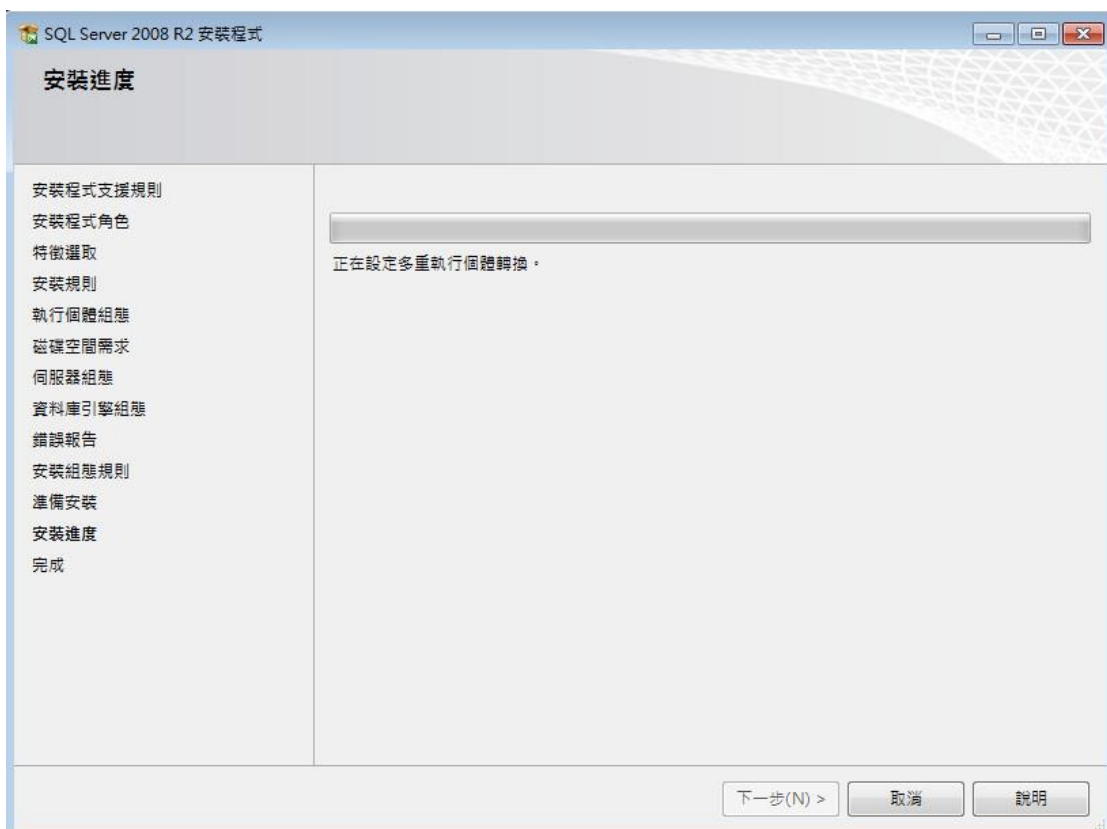 SQL Server 2008 R2 安裝程式
安裝進度
安裝程式支援規則
安裝程式角色
特徵選取
安裝規則
執行個體組態
磁碟空間需求
伺服器組態
資料庫引擎組態
錯誤報告
安裝組態規則
準備安裝
安裝進度
完成
正在設定多重執行個體轉換。
下一步(N) >
取消
說明